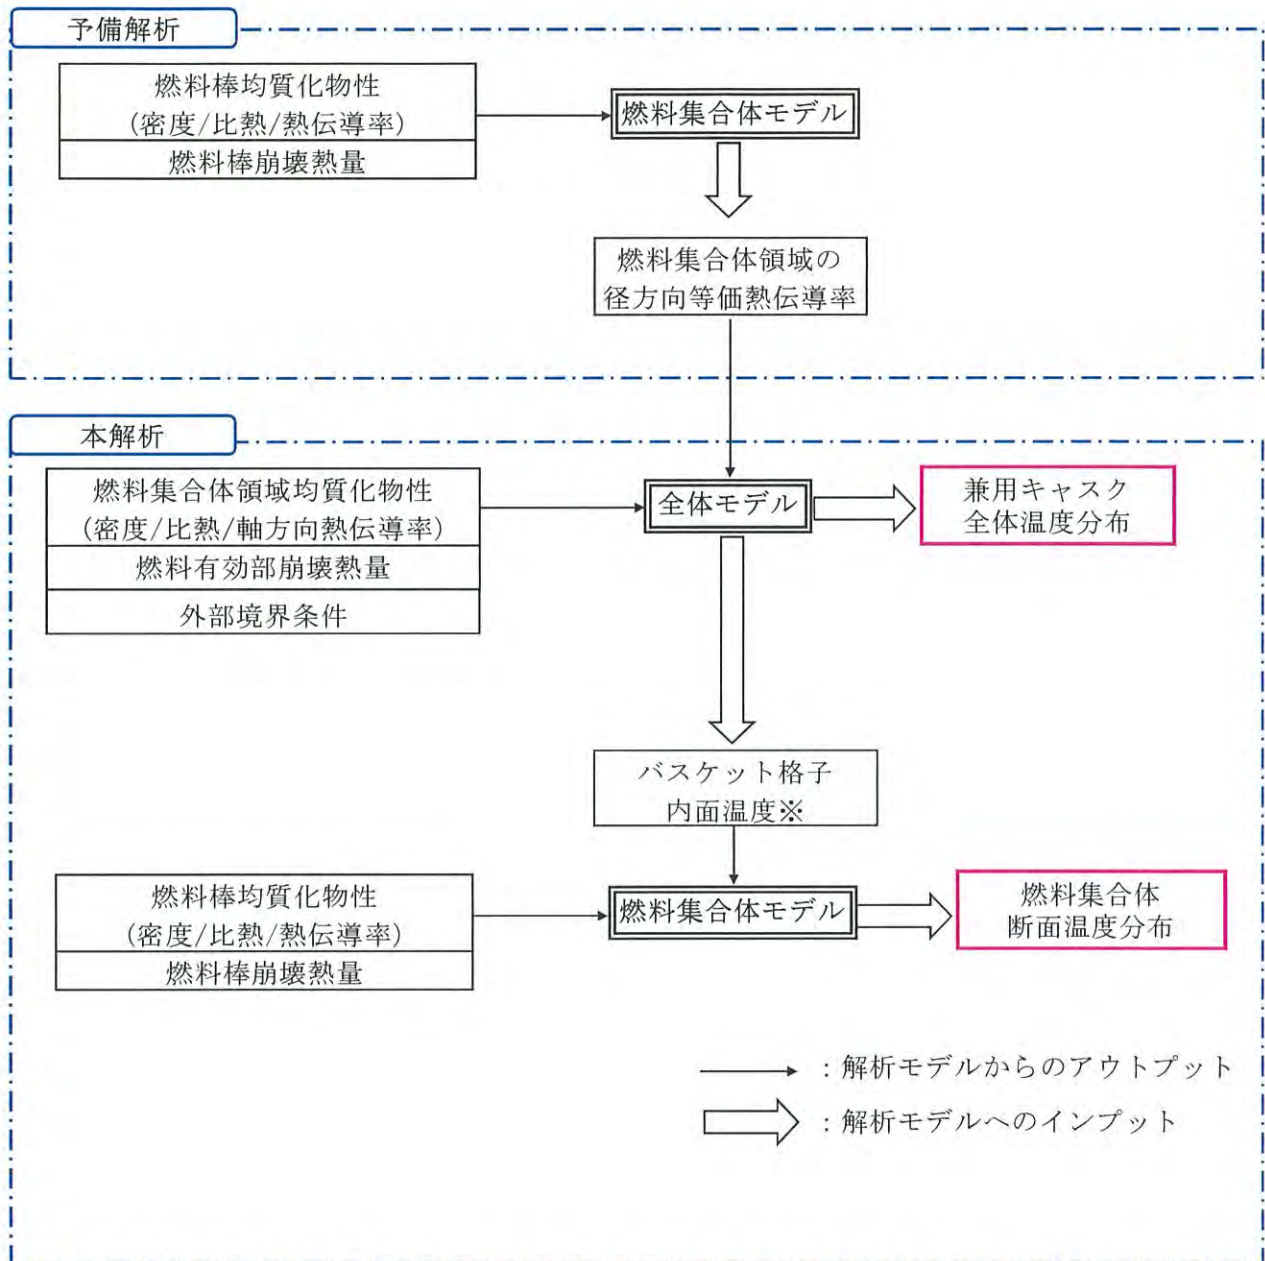 予備解析
燃料棒均質化物性
(密度/比熱/熱伝導率)
燃料棒崩壊熱量
燃料集合体モデル
燃料集合体領域の
径方向等価熱伝導率
本解析
燃料集合体領域均質化物性
(密度/比熱/軸方向熱伝導率)
燃料有効部崩壊熱量
外部境界条件
全体モデル
兼用キャスク
全体温度分布
バスケット格子
内面温度※
燃料棒均質化物性
(密度/比熱/熱伝導率)
燃料棒崩壊熱量
燃料集合体モデル
燃料集合体
断面温度分布
：解析モデルからのアウトプット
：解析モデルへのインプット